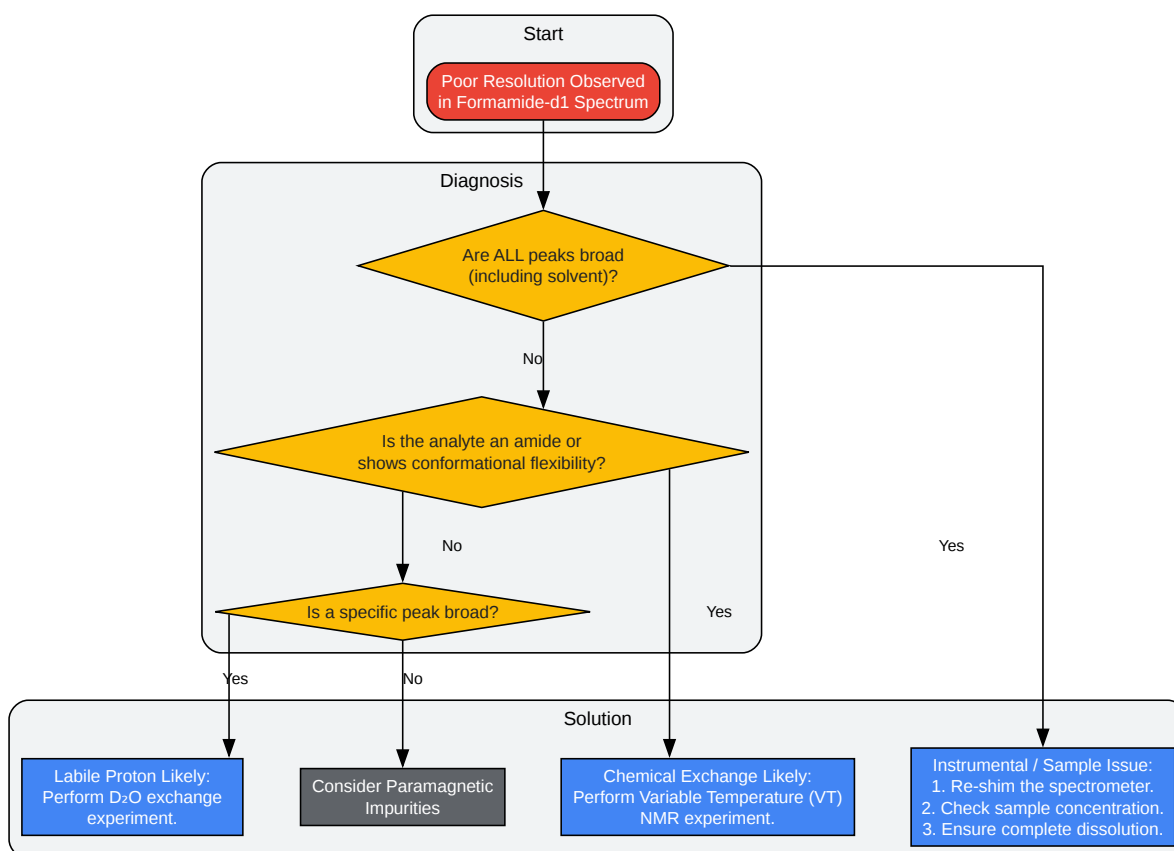 Start
Poor Resolution Observed
in Formamide-d1 Spectrum
Diagnosis
Are ALL peaks broad
(including solvent)?
No
Is the analyte an amide or
shows conformational flexibility?
No
Yes
Is a specific peak broad?
Yes
Yes
No
Solution
Labile Proton Likely:
Perform D₂O exchange
experiment.
Consider Paramagnetic
Impurities
Chemical Exchange Likely:
Perform Variable Temperature (VT)
NMR experiment.
Instrumental / Sample Issue:
1. Re-shim the spectrometer.
2. Check sample concentration.
3. Ensure complete dissolution.